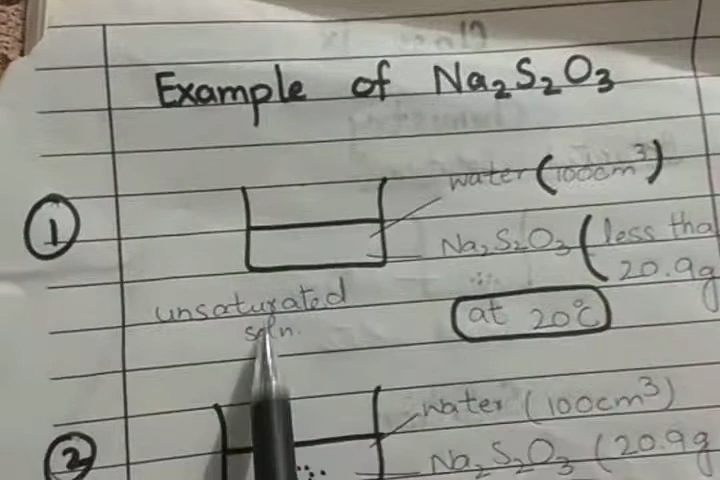 Example of Na₂S₂O₃
1
water (100cm³)
Na₂S₂O₃ (less tha
20.9g
unsaturated
soln.
at 20°C
2
water (100cm³)
Na₂S₂O₃ (20.9g